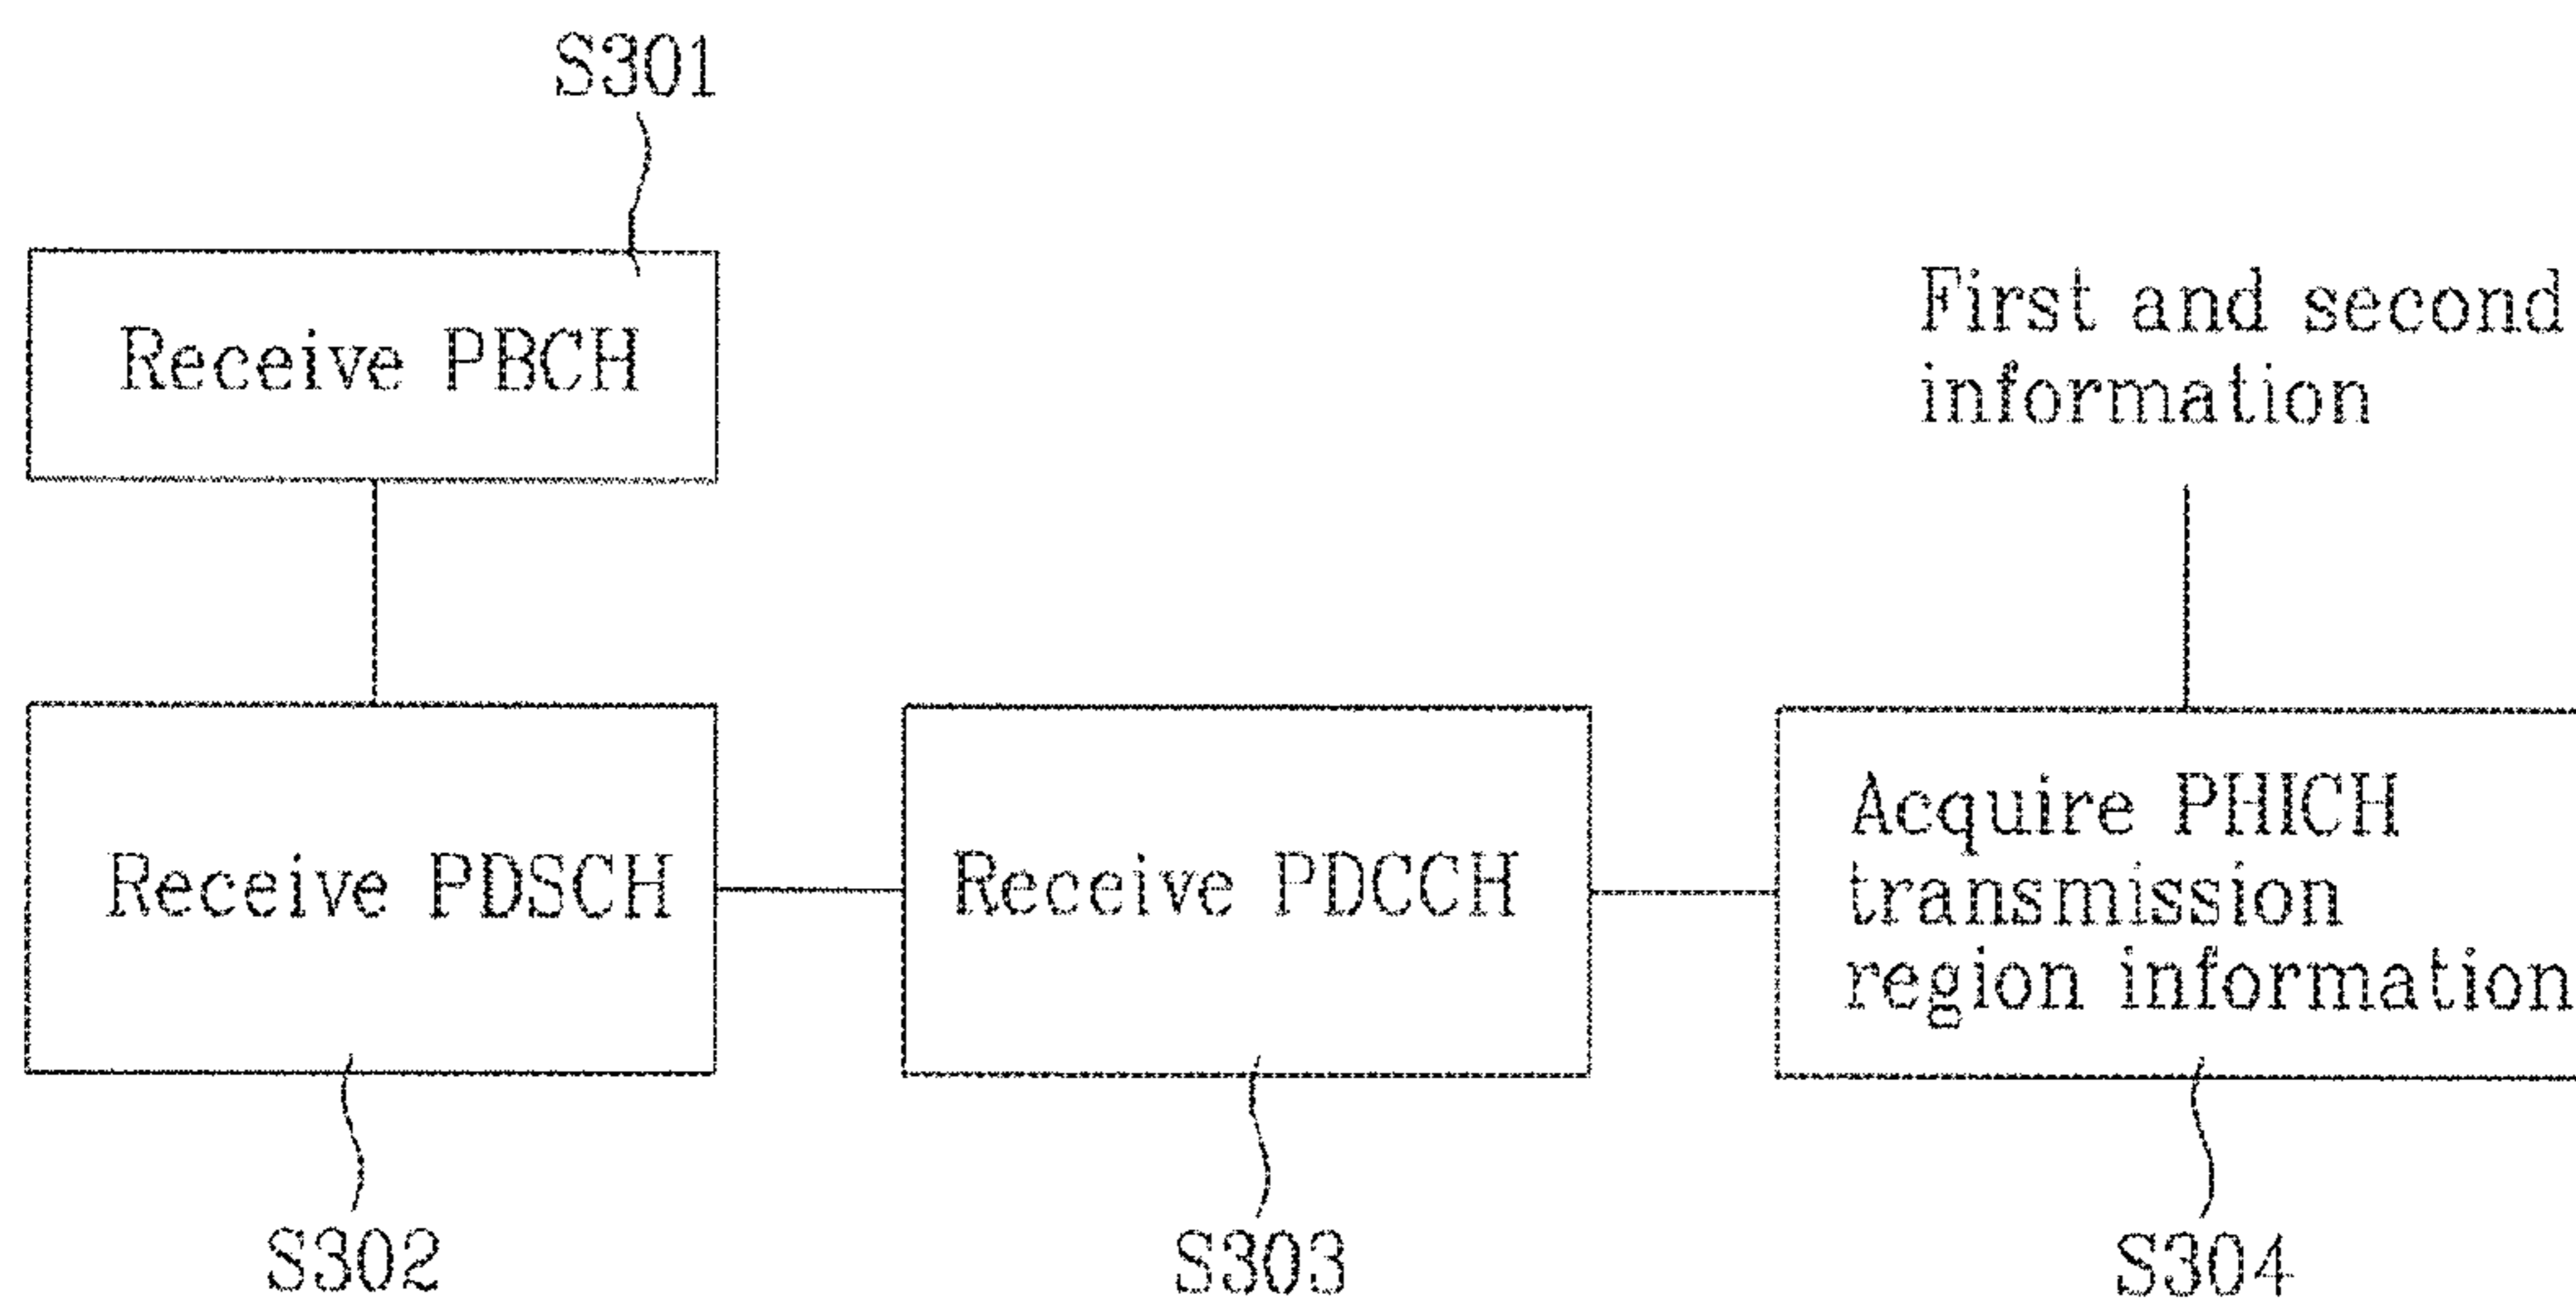 S301
Receive PBCH
First and second
information
Receive PDSCH
Receive PDCCH
Acquire PHICH
transmission
region information
S302
S303
S304